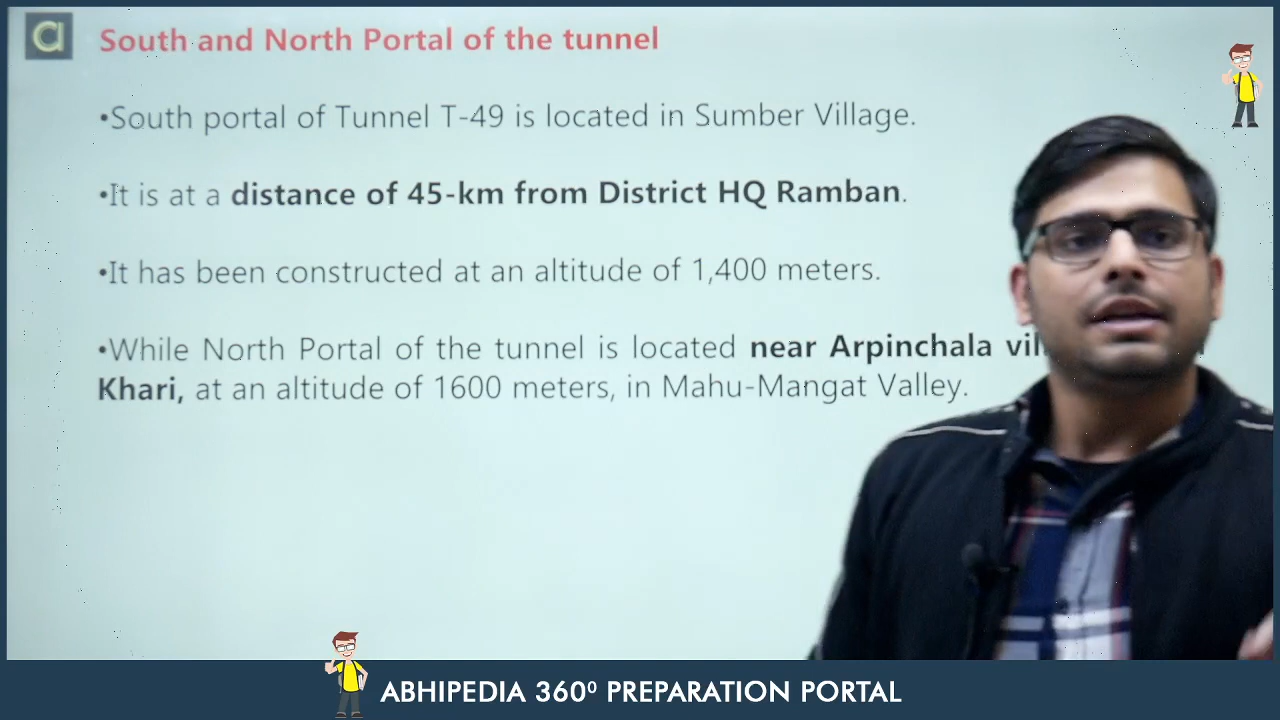 a South and North Portal of the tunnel
•South portal of Tunnel T-49 is located in Sumber Village.
•It is at a distance of 45-km from District HQ Ramban.
•It has been constructed at an altitude of 1,400 meters.
•While North Portal of the tunnel is located near Arpinchala
Khari, at an altitude of 1600 meters, in Mahu-Mangat Valley.
ABHIPEDIA 360⁰ PREPARATION PORTAL